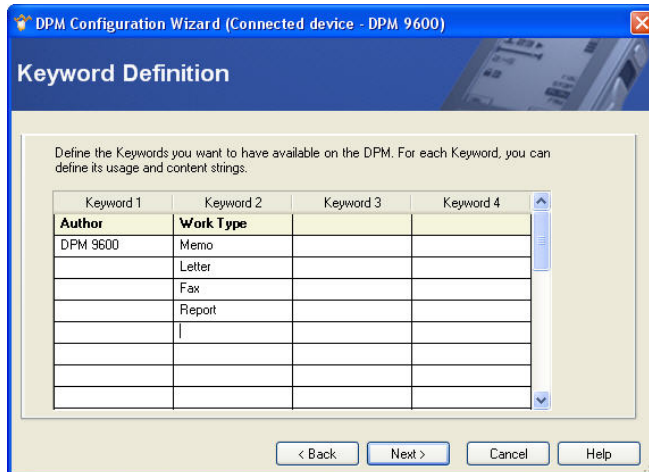 DPM Configuration Wizard (Connected device - DPM 9600)
Keyword Definition
Define the Keywords you want to have available on the DPM. For each Keyword, you can
define its usage and content strings.
Keyword 1 Keyword 2 Keyword 3 Keyword 4
Author Work Type
DPM 9600 Memo
Letter
Fax
Report
< Back Next > Cancel Help